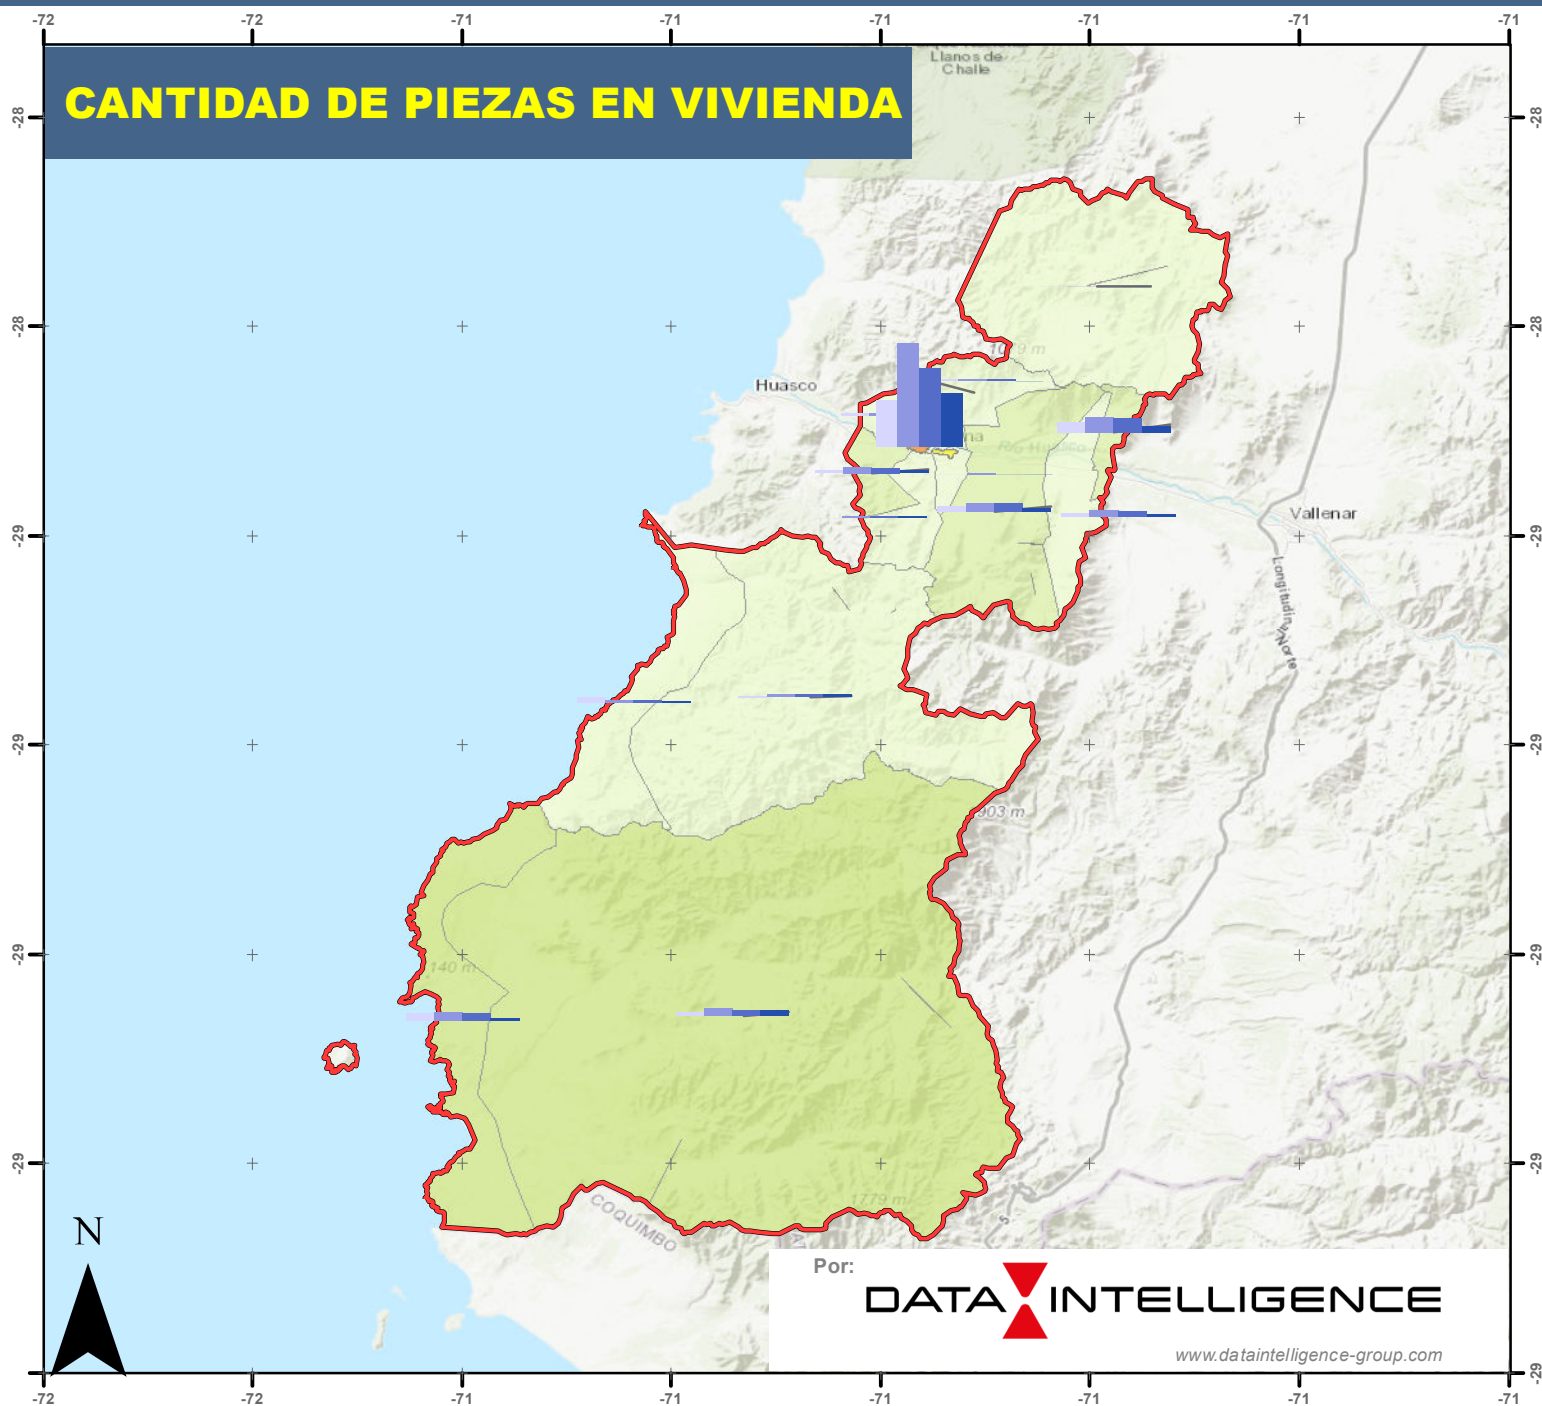 -72 -72 -71 -71 -71 -71 -71 -71
Llanos de
Challe
CANTIDAD DE PIEZAS EN VIVIENDA
-28 -28
-28 -28
Huasco
Vallenar
-29 -29
Longitudinal Norte
-29 -29
903 m
140 m
-29 -29
-29 -29
1779 m
COQUIMBO
N
Por:
DATA INTELLIGENCE
www.dataintelligence-group.com
-29 -29
-72 -72 -71 -71 -71 -71 -71 -71